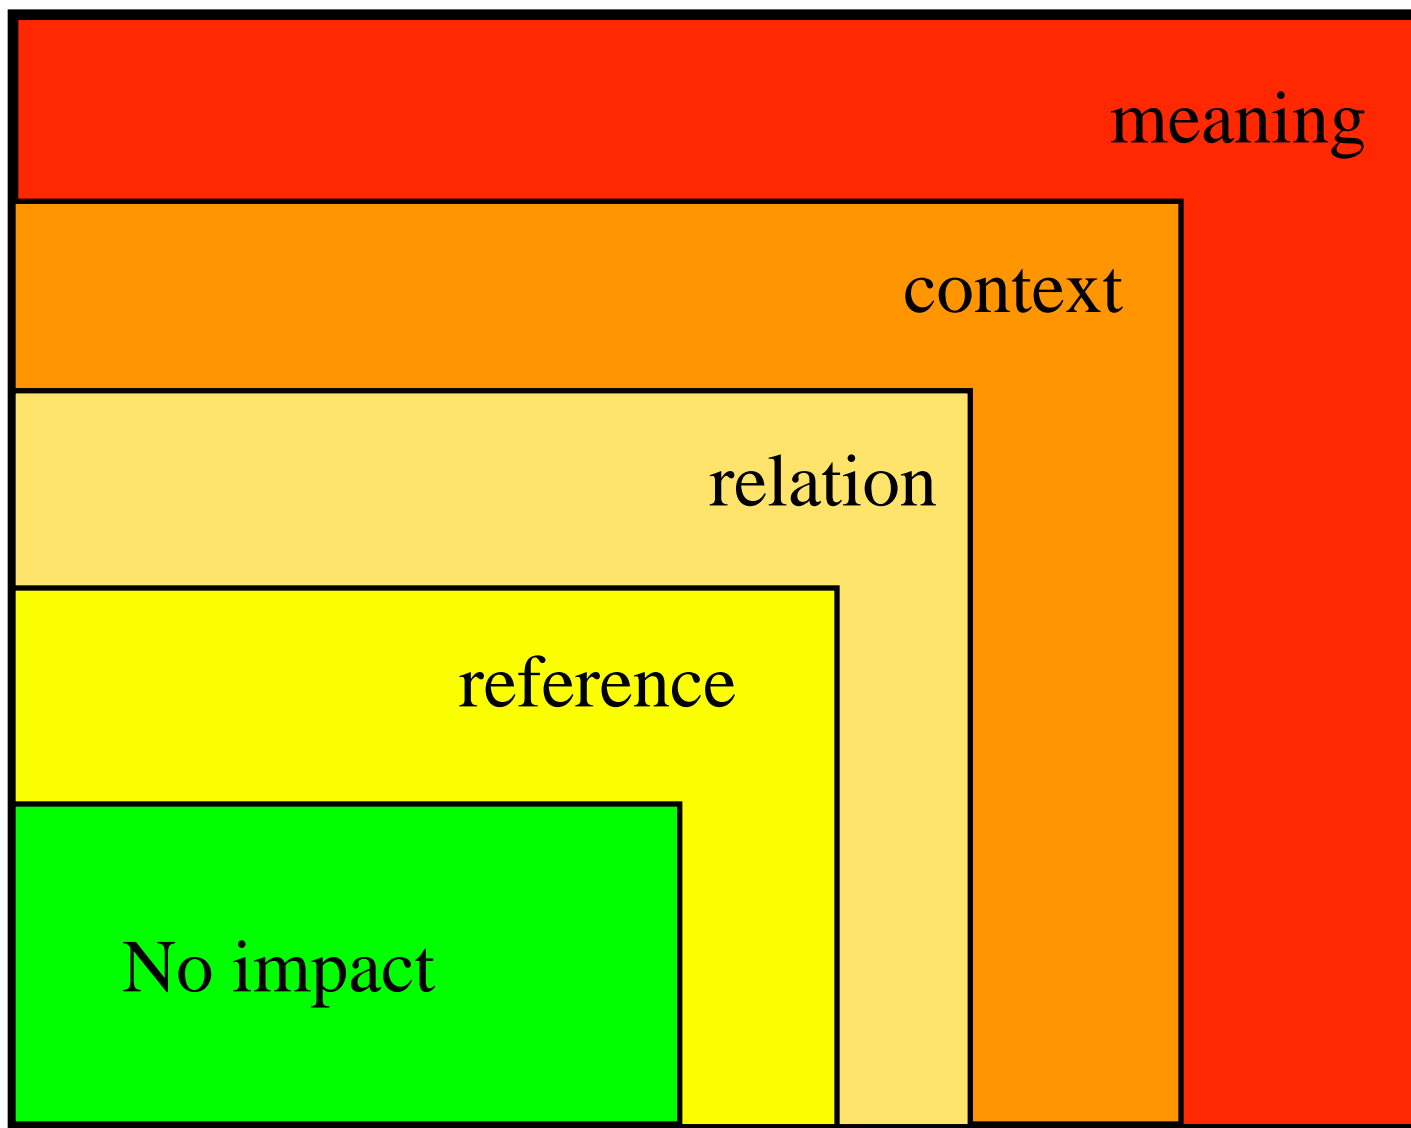 meaning
context
relation
reference
No impact